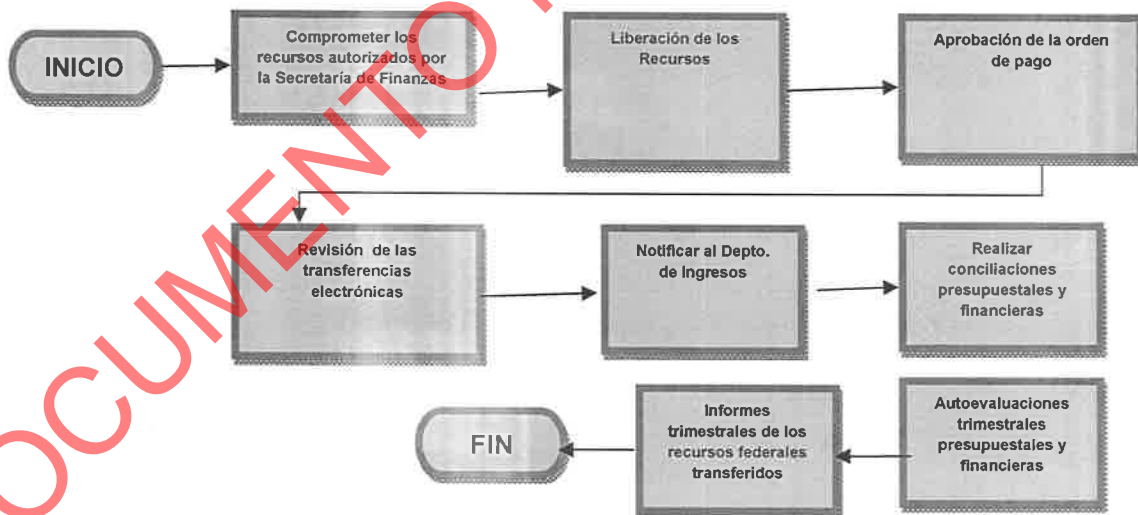 INICIO
Comprometer los
recursos autorizados por
la Secretaría de Finanzas
Liberación de los
Recursos
Aprobación de la orden
de pago
Revisión de las
transferencias
electrónicas
Notificar al Depto.
de Ingresos
Realizar
conciliaciones
presupuestales y
financieras
Autoevaluaciones
trimestrales
presupuestales y
financieras
Informes
trimestrales de los
recursos federales
transferidos
FIN
DOCUMENTO